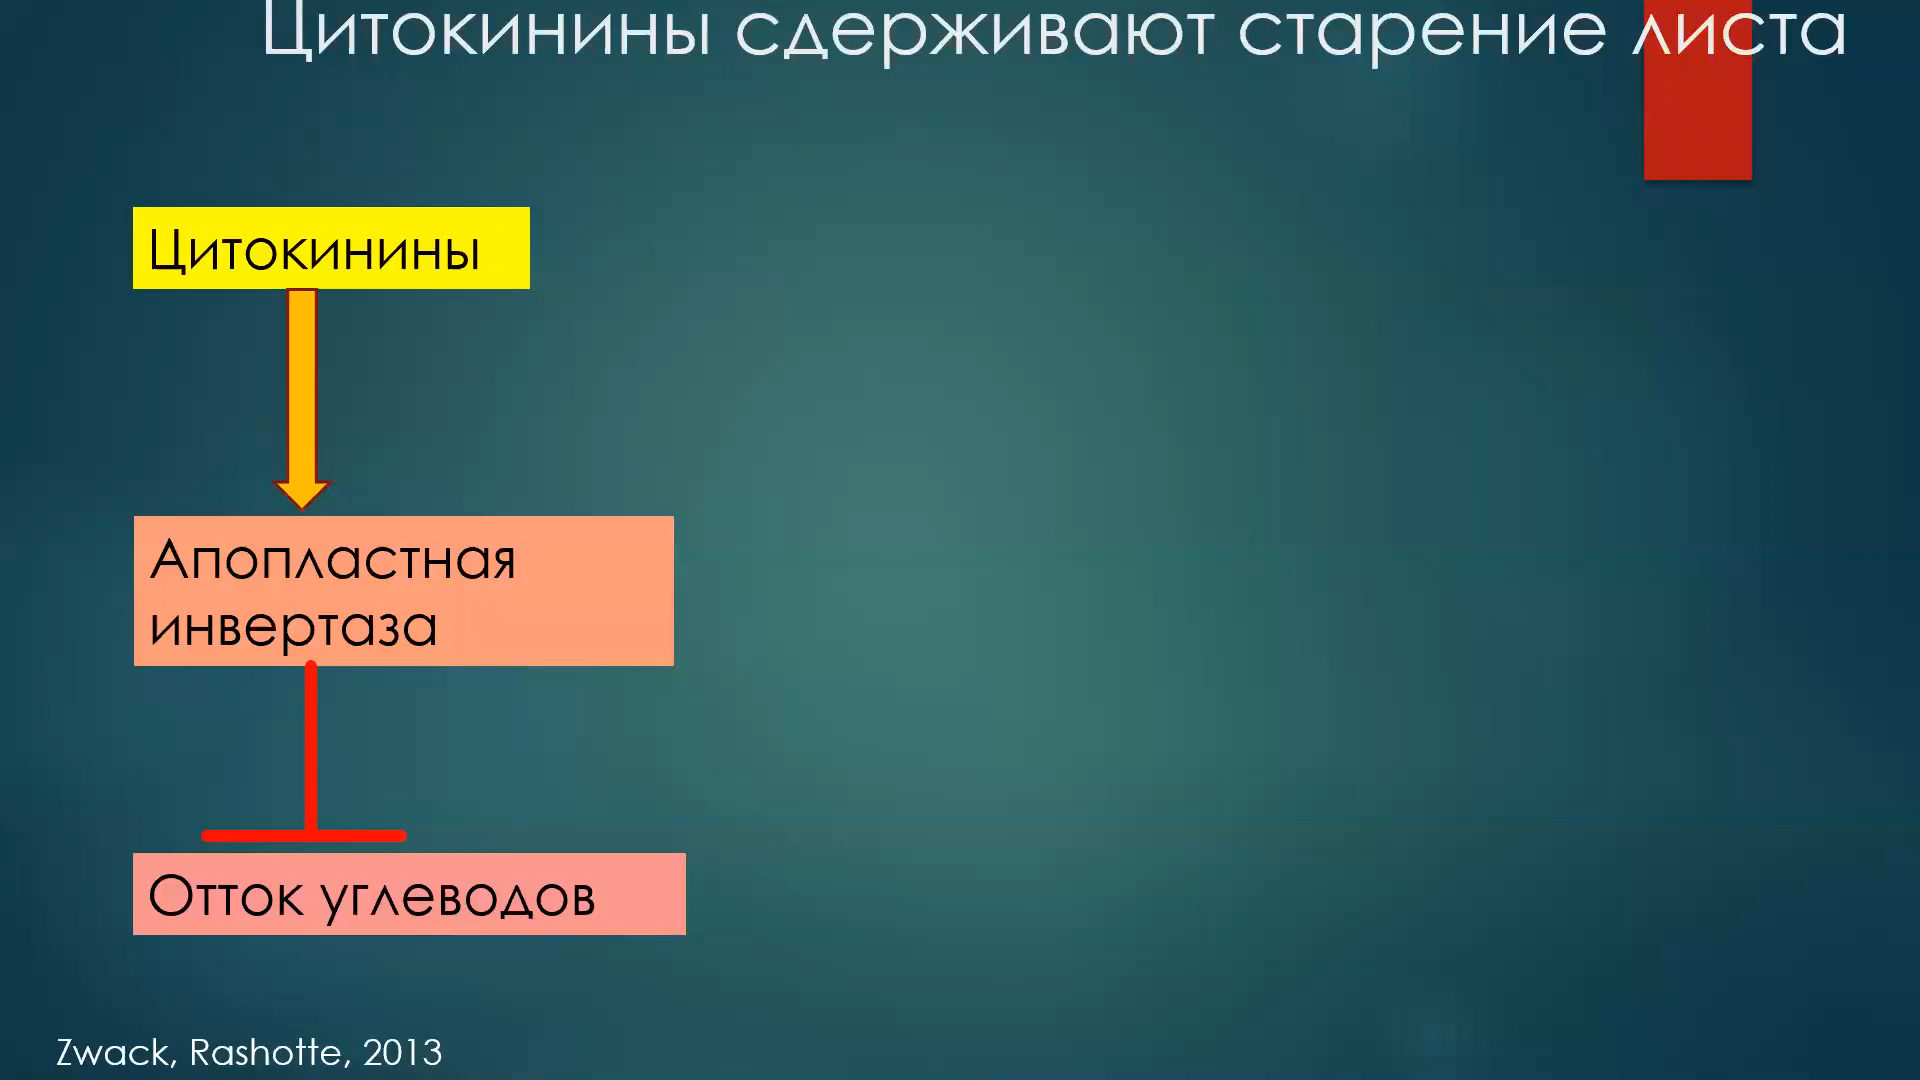 Цитокинины сдерживают старение листа
Цитокинины
Апопластная
инвертаза
Отток углеводов
Zwack, Rashotte, 2013